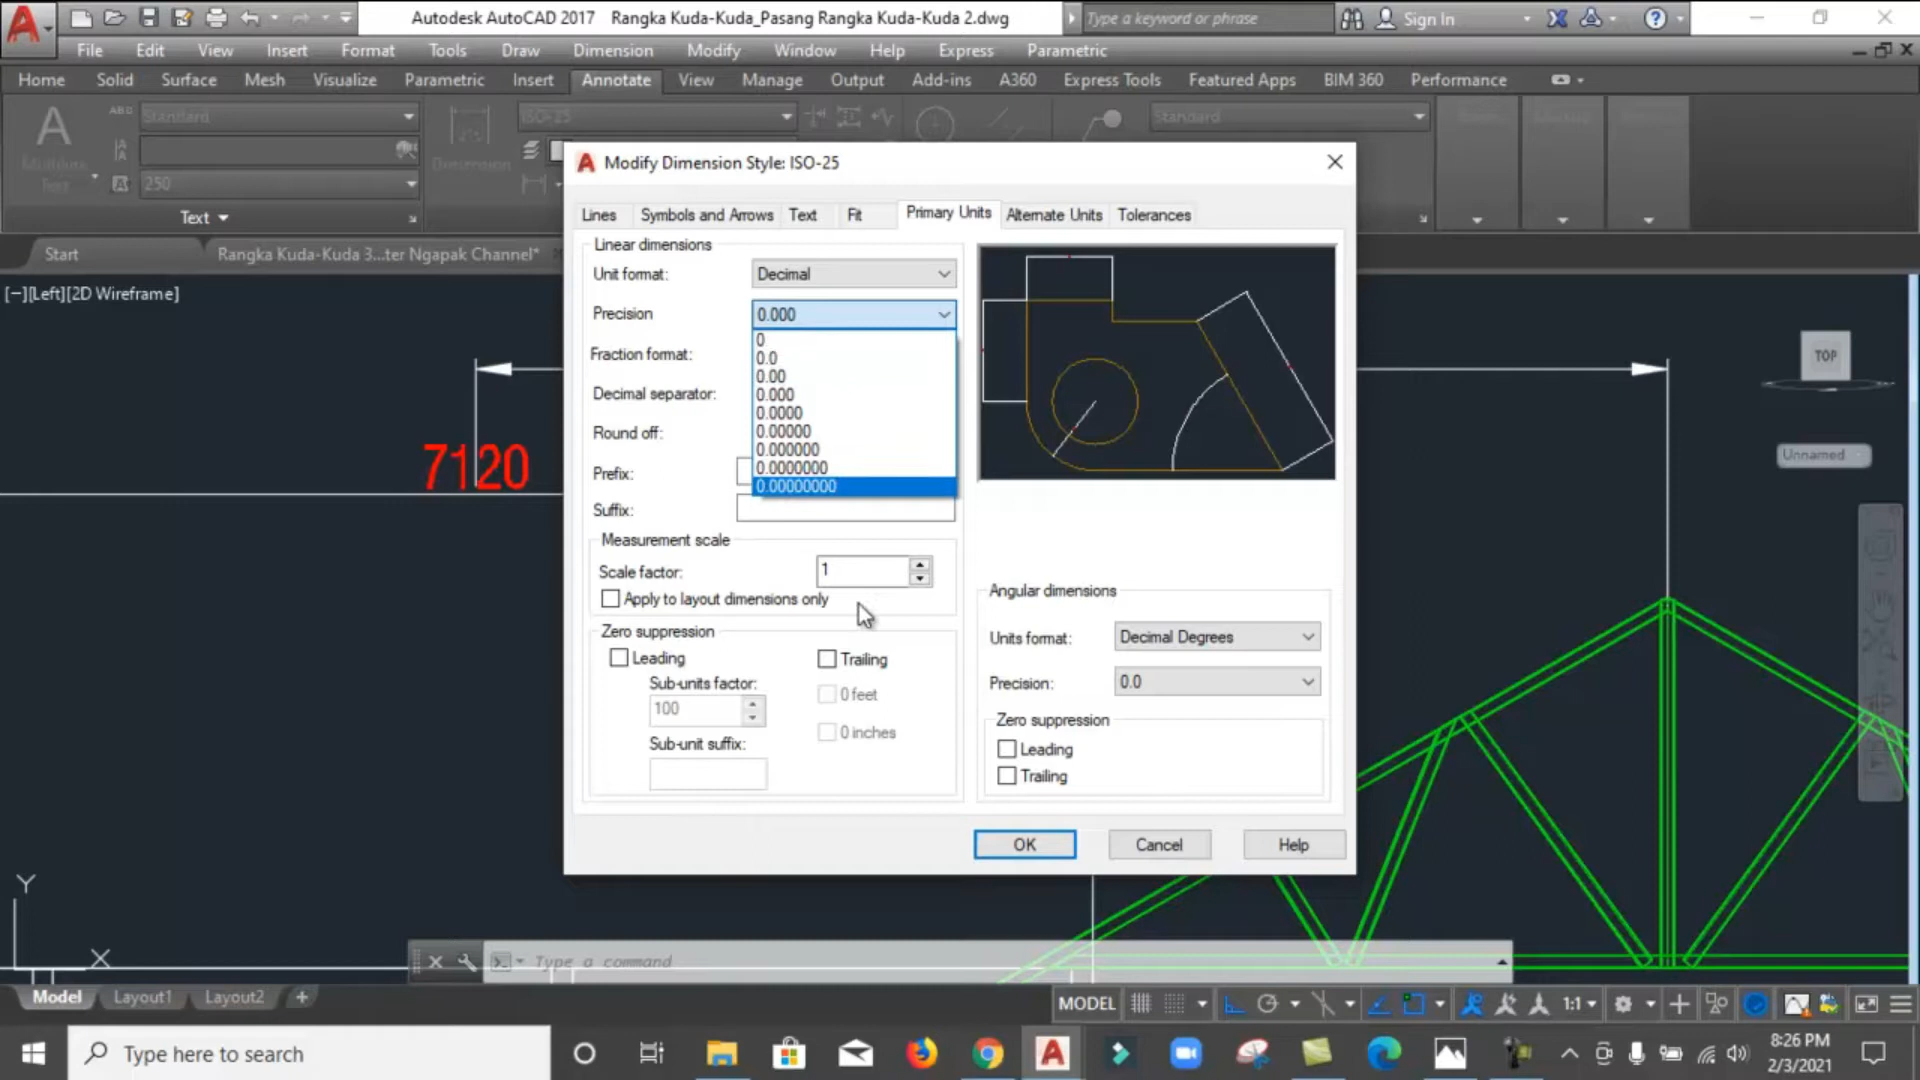 Autodesk AutoCAD 2017 Rangka Kuda-Kuda_Pasang Rangka Kuda-Kuda 2.dwg
Type a keyword or phrase
Sign In
File Edit View Insert Format Tools Draw Dimension Modify Window Help Express Parametric
Home Solid Surface Mesh Visualize Parametric Insert Annotate View Manage Output Add-ins A360 Express Tools Featured Apps BIM 360 Performance
Standard
ISO-25
Standard
Dimension
250
Text
Start
Rangka Kuda-Kuda 3...ter Ngapak Channel*
[−][Left][2D Wireframe]
7120
TOP
Unnamed
Modify Dimension Style: ISO-25
Lines Symbols and Arrows Text Fit Primary Units Alternate Units Tolerances
Linear dimensions
Unit format: Decimal
Precision 0.000
0
0.0
0.00
0.000
0.0000
0.00000
0.000000
0.0000000
0.00000000
Fraction format:
Decimal separator:
Round off:
Prefix:
Suffix:
Measurement scale
Scale factor: 1
Apply to layout dimensions only
Zero suppression
Leading
Sub-units factor:
100
Sub-unit suffix:
Trailing
0 feet
0 inches
Angular dimensions
Units format: Decimal Degrees
Precision: 0.0
Zero suppression
Leading
Trailing
OK Cancel Help
Y
X
Type a command
Model Layout1 Layout2 +
MODEL
1:1
Type here to search
8:26 PM
2/3/2021